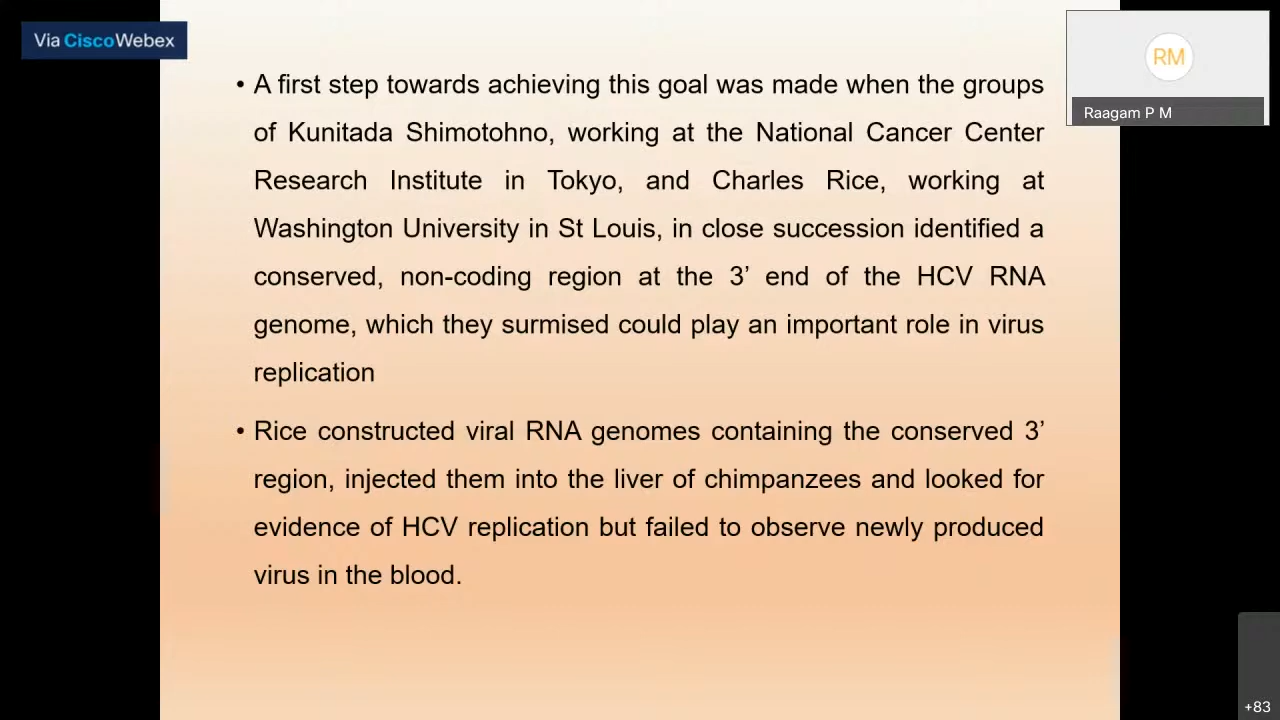 Via CiscoWebex
RM
Raagam P M
• A first step towards achieving this goal was made when the groups
of Kunitada Shimotohno, working at the National Cancer Center
Research Institute in Tokyo, and Charles Rice, working at
Washington University in St Louis, in close succession identified a
conserved, non-coding region at the 3’ end of the HCV RNA
genome, which they surmised could play an important role in virus
replication
• Rice constructed viral RNA genomes containing the conserved 3’
region, injected them into the liver of chimpanzees and looked for
evidence of HCV replication but failed to observe newly produced
virus in the blood.
+83